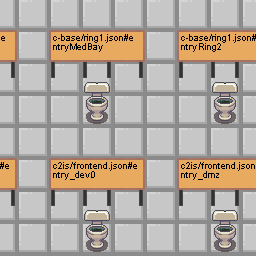 e
c-base/ring1.json#e
ntryMedBay
c-base/ring1.json#e
ntryRing2
#e
c2is/frontend.json#e
ntry_dev0
c2is/frontend.json#e
ntry_dmz